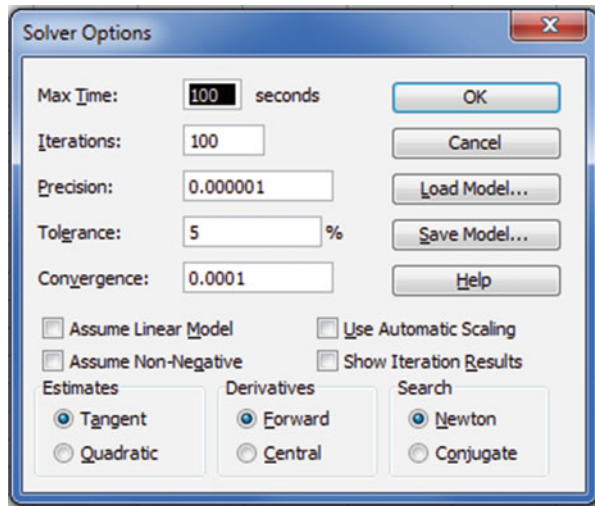 Solver Options
X
Max Time: 100 seconds
OK
Iterations: 100
Cancel
Precision: 0.000001
Load Model...
Tolerance: 5 %
Save Model...
Convergence: 0.0001
Help
Assume Linear Model
Use Automatic Scaling
Assume Non-Negative
Show Iteration Results
Estimates
Derivatives
Search
Tangent
Forward
Newton
Quadratic
Central
Conjugate